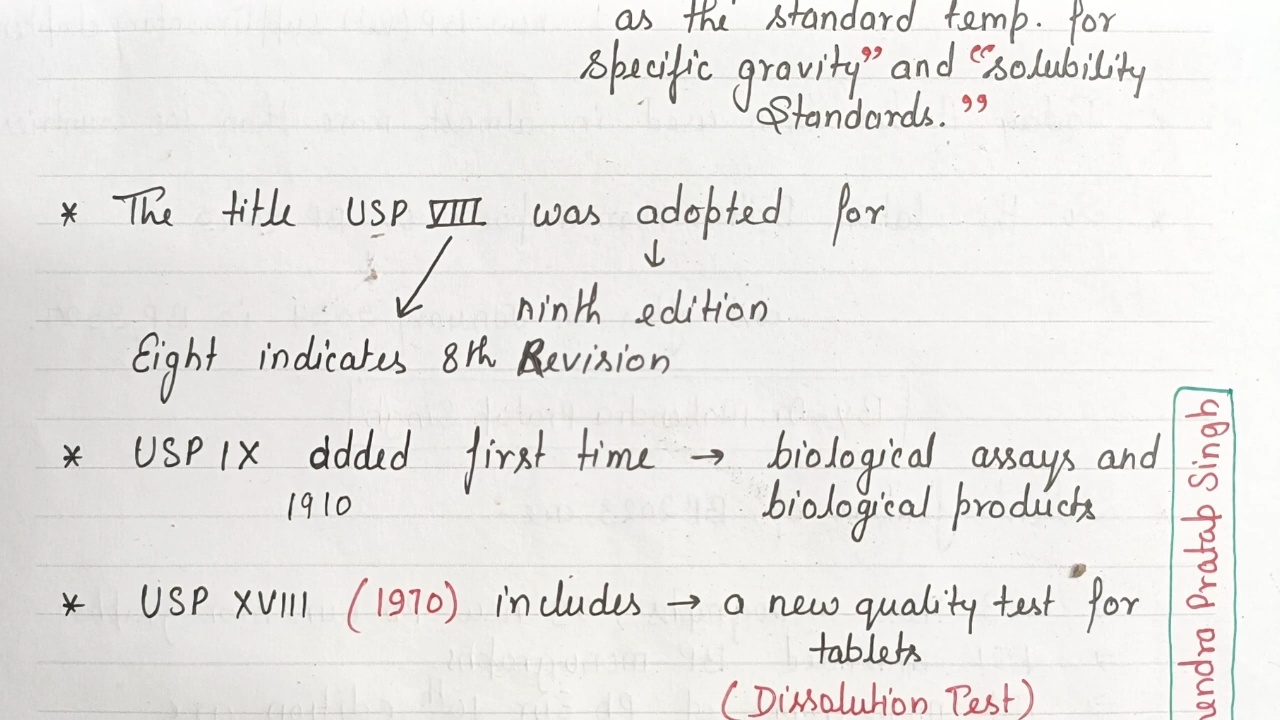 as the standard temp. for
specific gravity” and “solubility
Standards.”
* The title USP VIII was adopted for
↓
ninth edition
Eight indicates 8th Revision
* USP IX added first time → biological assays and
1910 biological products
* USP XVIII (1970) includes → a new quality test for
tablets
(Dissolution Test)
endra Pratap Singh